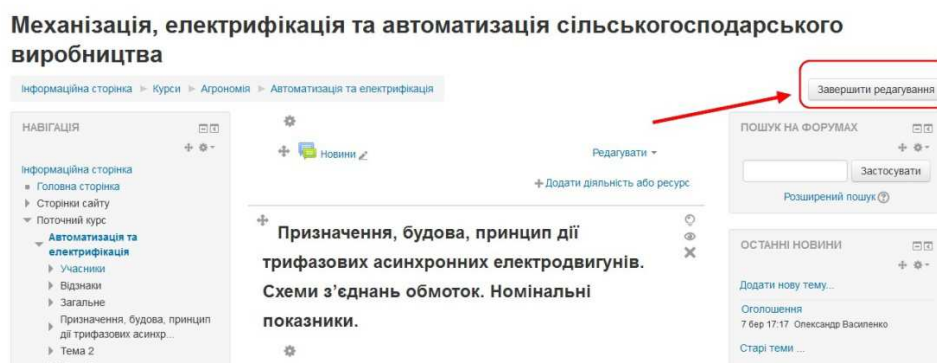 Механізація, електрифікація та автоматизація сільськогосподарського
виробництва
Інформаційна сторінка ► Курси ► Агрономія ► Автоматизація та електрифікація
Завершити редагування
НАВІГАЦІЯ
Інформаційна сторінка
Головна сторінка
Сторінки сайту
Поточний курс
Автоматизація та
електрифікація
Учасники
Відзнаки
Загальне
Призначення, будова, принцип
дії трифазових асинхр...
Тема 2
Новини
Редагувати
Додати діяльність або ресурс
Призначення, будова, принцип дії
трифазових асинхронних електродвигунів.
Схеми з’єднань обмоток. Номінальні
показники.
ПОШУК НА ФОРУМАХ
Застосувати
Розширений пошук
ОСТАННІ НОВИНИ
Додати нову тему...
Оголошення
7 бер 17:17 Олександр Василенко
Старі теми ...